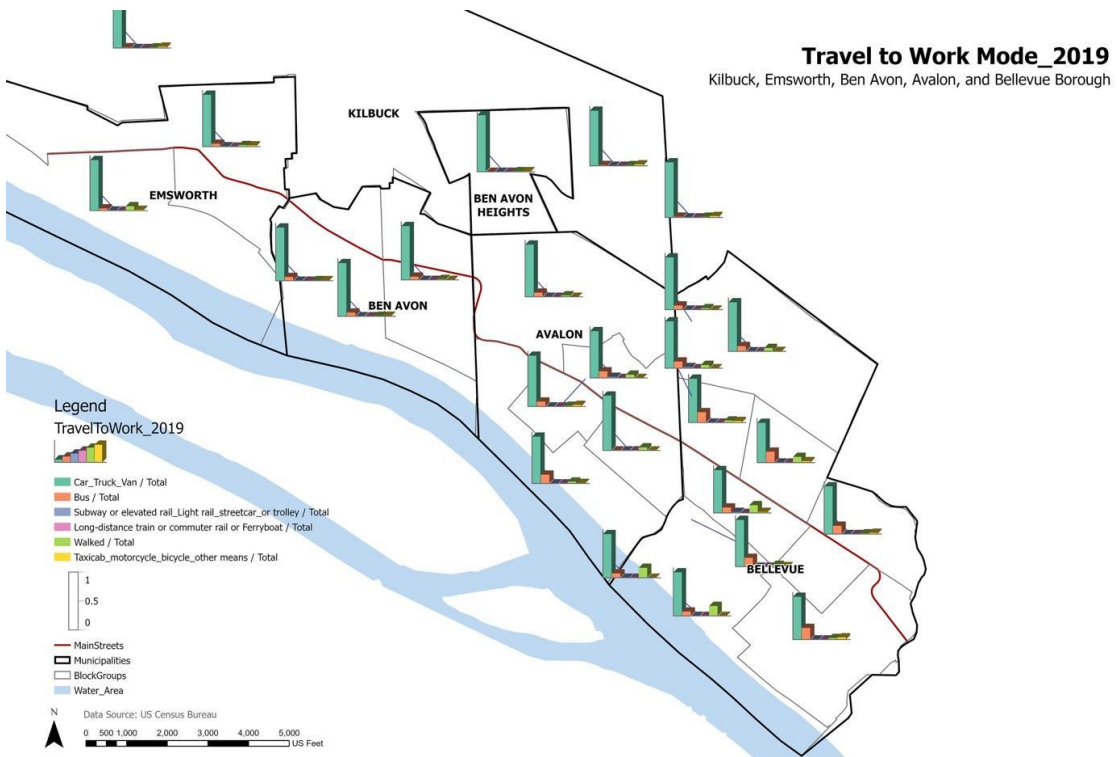 Travel to Work Mode_2019
Kilbuck, Emsworth, Ben Avon, Avalon, and Bellevue Borough
KILBUCK
EMSWORTH
BEN AVON
HEIGHTS
BEN AVON
AVALON
BELLEVUE
Legend
TravelToWork_2019
Car_Truck_Van / Total
Bus / Total
Subway or elevated rail_Light rail_streetcar_or trolley / Total
Long-distance train or commuter rail or Ferryboat / Total
Walked / Total
Taxicab_motorcycle_bicycle_other means / Total
1
0.5
0
MainStreets
Municipalities
BlockGroups
Water_Area
N
Data Source: US Census Bureau
0 500 1,000 2,000 3,000 4,000 5,000
US Feet